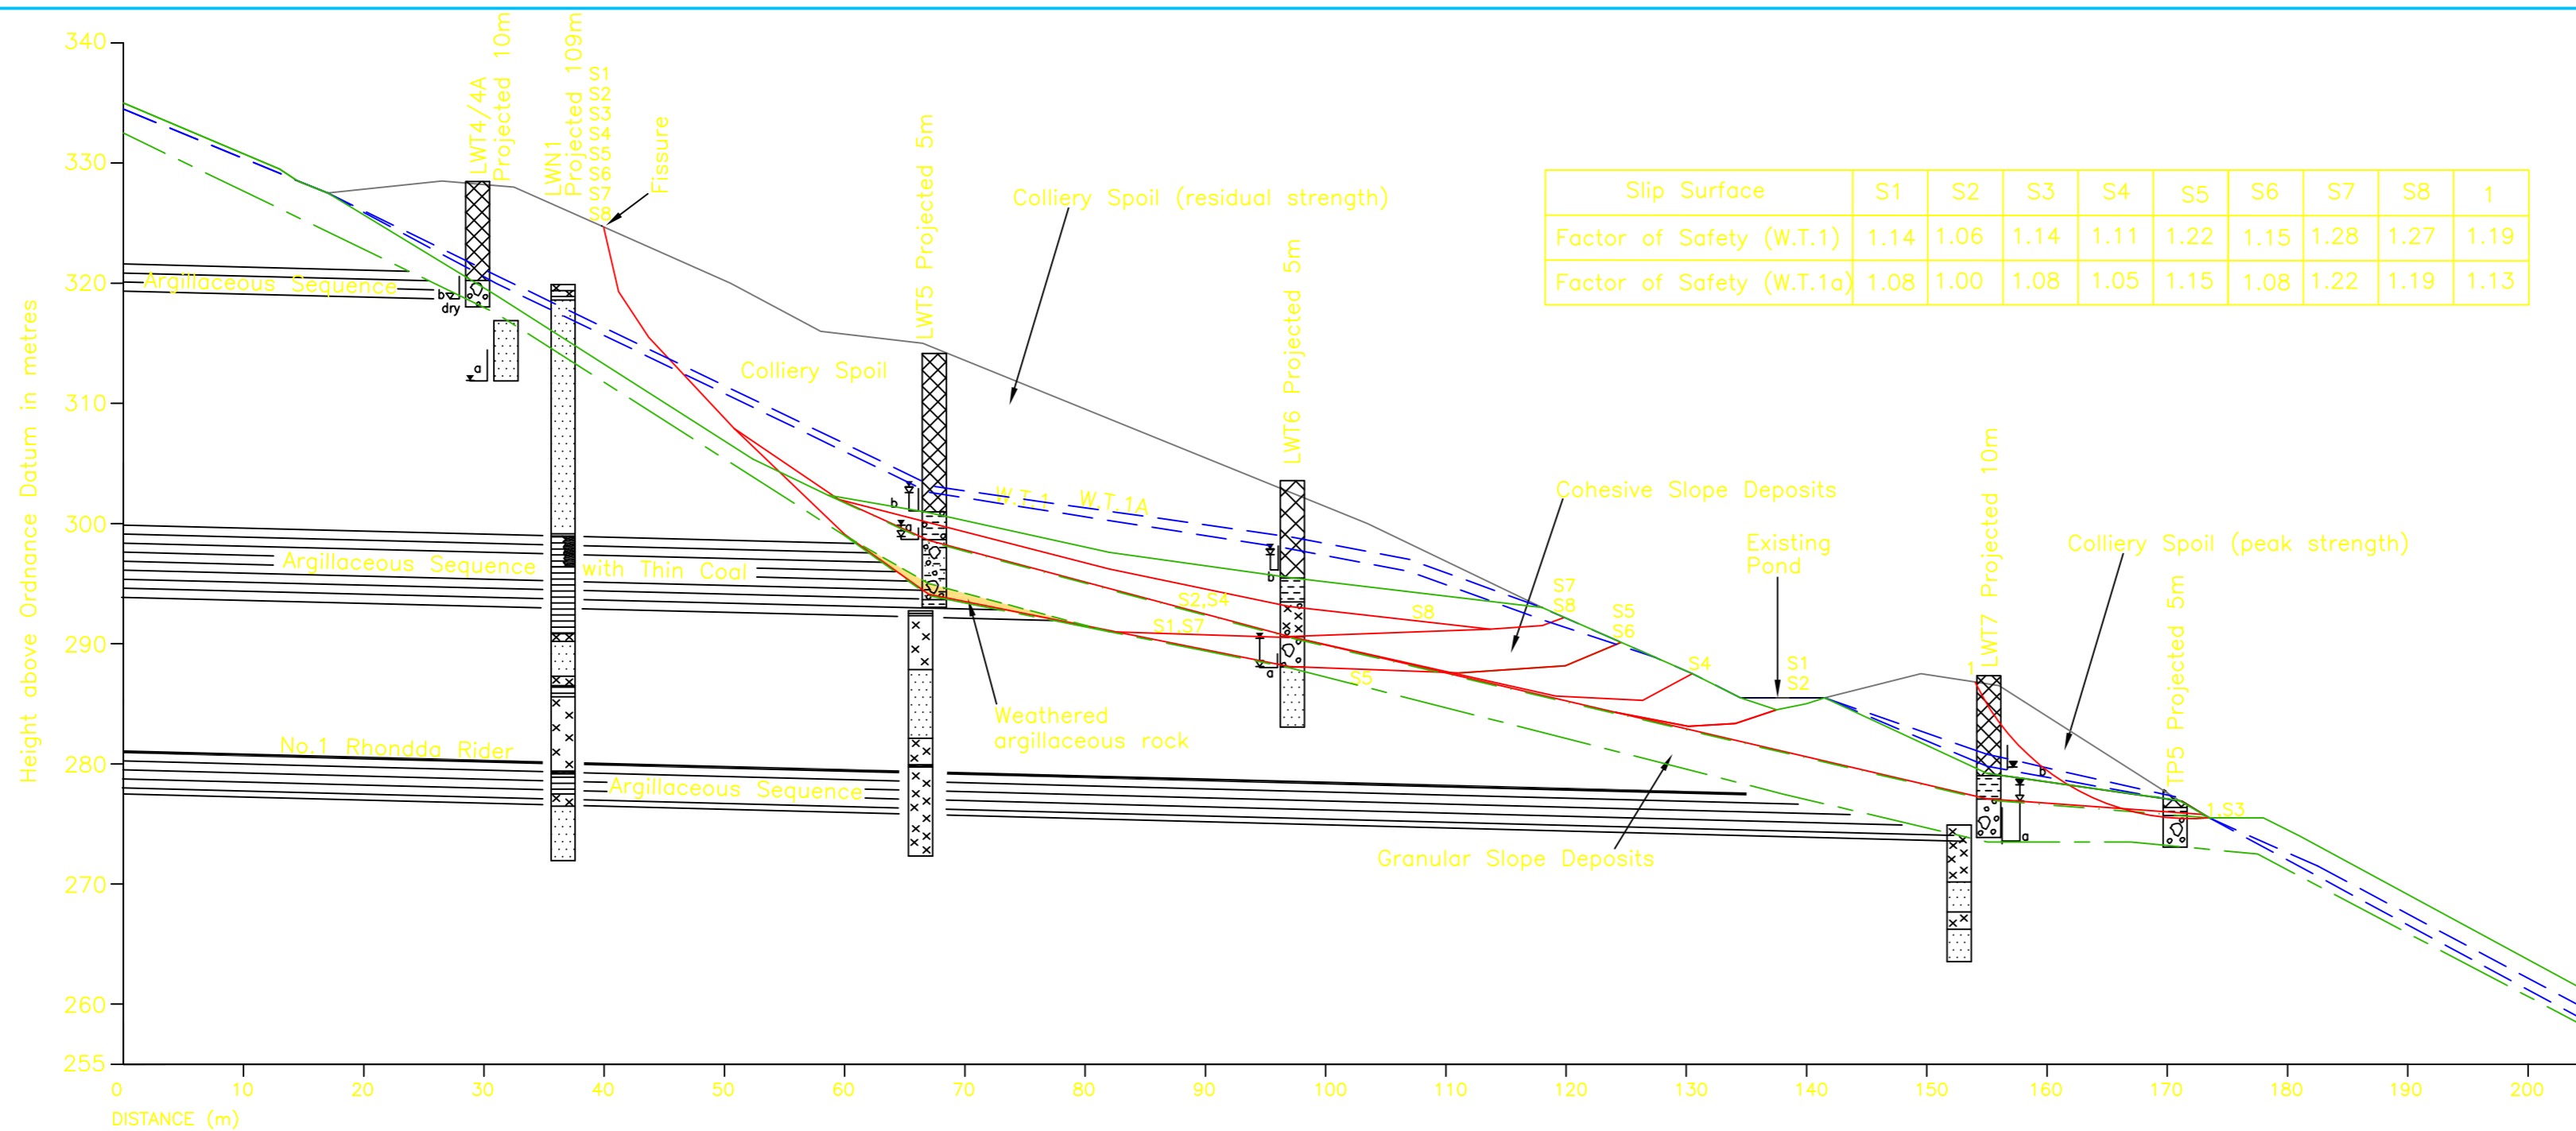 340
330
320
310
300
290
280
270
260
255
Height above Ordnance Datum in metres
0 10 20 30 40 50 60 70 80 90 100 110 120 130 140 150 160 170 180 190 200
DISTANCE (m)
LWT4/4A
Projected 10m
LWN1
Projected 109m
S1
S2
S3
S4
S5
S6
S7
S8
Fissure
LWT5 Projected 5m
Colliery Spoil (residual strength)
LWT6 Projected 5m
Slip Surface S1 S2 S3 S4 S5 S6 S7 S8 1
Factor of Safety (W.T.1) 1.14 1.06 1.14 1.11 1.22 1.15 1.28 1.27 1.19
Factor of Safety (W.T.1a) 1.08 1.00 1.08 1.05 1.15 1.08 1.22 1.19 1.13
Argillaceous Sequence
b
dry
a
Colliery Spoil
b
a
W.T.1 W.T.1A
Cohesive Slope Deposits
Existing
Pond
LWT7 Projected 10m
Colliery Spoil (peak strength)
TP5 Projected 5m
Argillaceous Sequence with Thin Coal
b
S2,S4
S8
S7
S8
S5
S6
S1,S7
S4
S1
S2
1
a
S5
Weathered
argillaceous rock
No.1 Rhondda Rider
Argillaceous Sequence
b
1,S3
a
Granular Slope Deposits